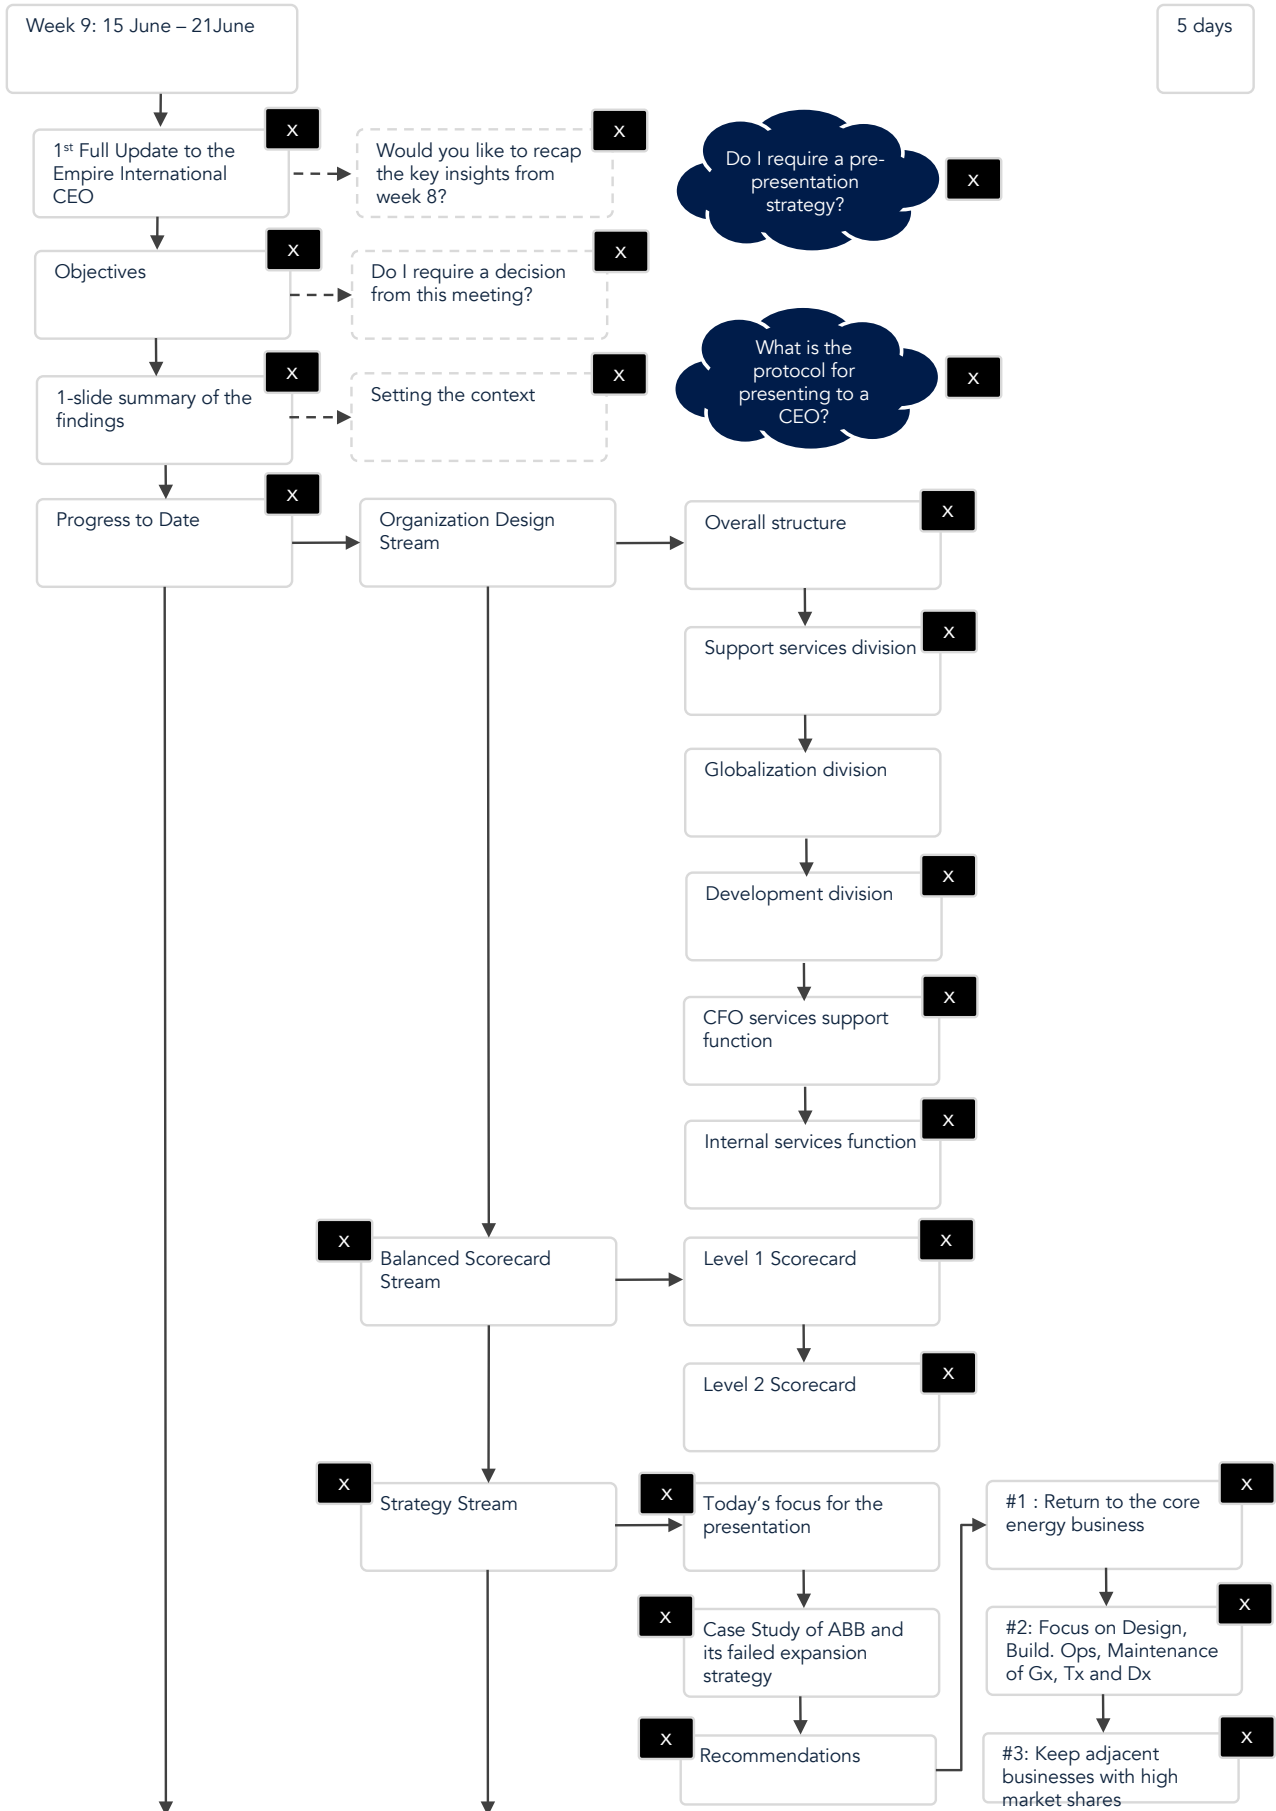 Week 9: 15 June – 21June
5 days
X
1st Full Update to the
Empire International
CEO
X
Would you like to recap
the key insights from
week 8?
Do I require a pre-
presentation
strategy?
X
X
Objectives
X
Do I require a decision
from this meeting?
What is the
protocol for
presenting to a
CEO?
X
X
1-slide summary of the
findings
X
Setting the context
X
Progress to Date
Organization Design
Stream
X
Overall structure
X
Support services division
Globalization division
X
Development division
X
CFO services support
function
X
Internal services function
X
Balanced Scorecard
Stream
X
Level 1 Scorecard
X
Level 2 Scorecard
X
Strategy Stream
X
Today’s focus for the
presentation
X
#1 : Return to the core
energy business
X
Case Study of ABB and
its failed expansion
strategy
X
#2: Focus on Design,
Build. Ops, Maintenance
of Gx, Tx and Dx
X
Recommendations
X
#3: Keep adjacent
businesses with high
market shares